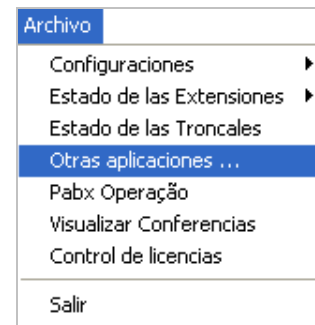 Archivo
Configuraciones
Estado de las Extensiones
Estado de las Troncales
Otras aplicaciones ...
Pabx Operação
Visualizar Conferencias
Control de licencias
Salir